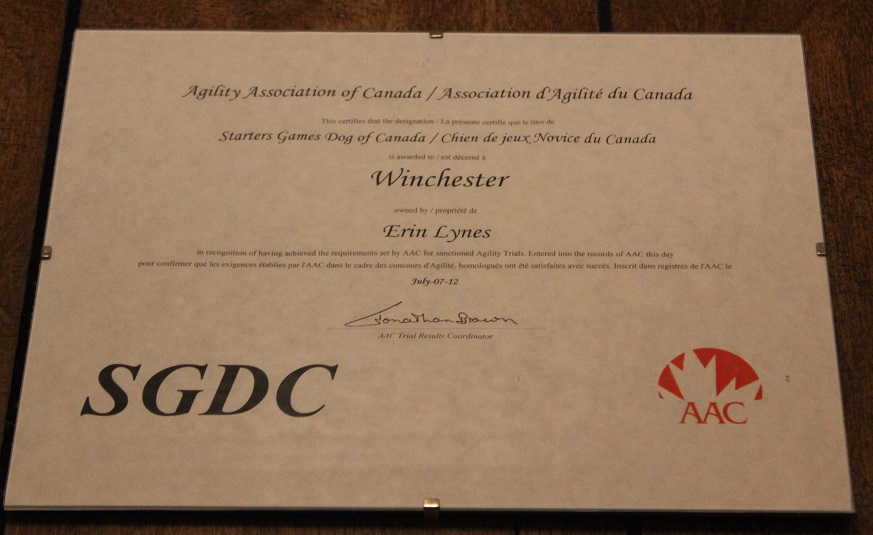 Agility Association of Canada / Association d'Agilité du Canada
This certifies that the designation / La présente certifie que le titre de
Starters Games Dog of Canada / Chien de jeux Novice du Canada
is awarded to / est décerné à
Winchester
owned by / propriété de
Erin Lynes
in recognition of having achieved the requirements set by AAC for sanctioned Agility Trials. Entered into the records of AAC this day
pour confirmer que les exigences établies par l'AAC dans le cadre des concours d'Agilité, homologués ont été satisfaites avec succès. Inscrit dans registres de l'AAC le
July-07-12
Jonathan Brown
AAC Trial Results Coordinator
SGDC
AAC